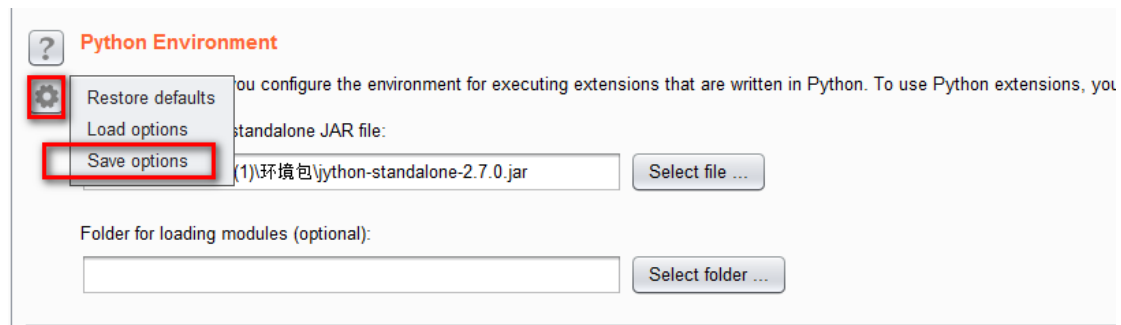 ?
Python Environment
Restore defaults
ou configure the environment for executing extensions that are written in Python. To use Python extensions, you
Load options
standalone JAR file:
Save options
(1)\环境包\jython-standalone-2.7.0.jar
Select file ...
Folder for loading modules (optional):
Select folder ...